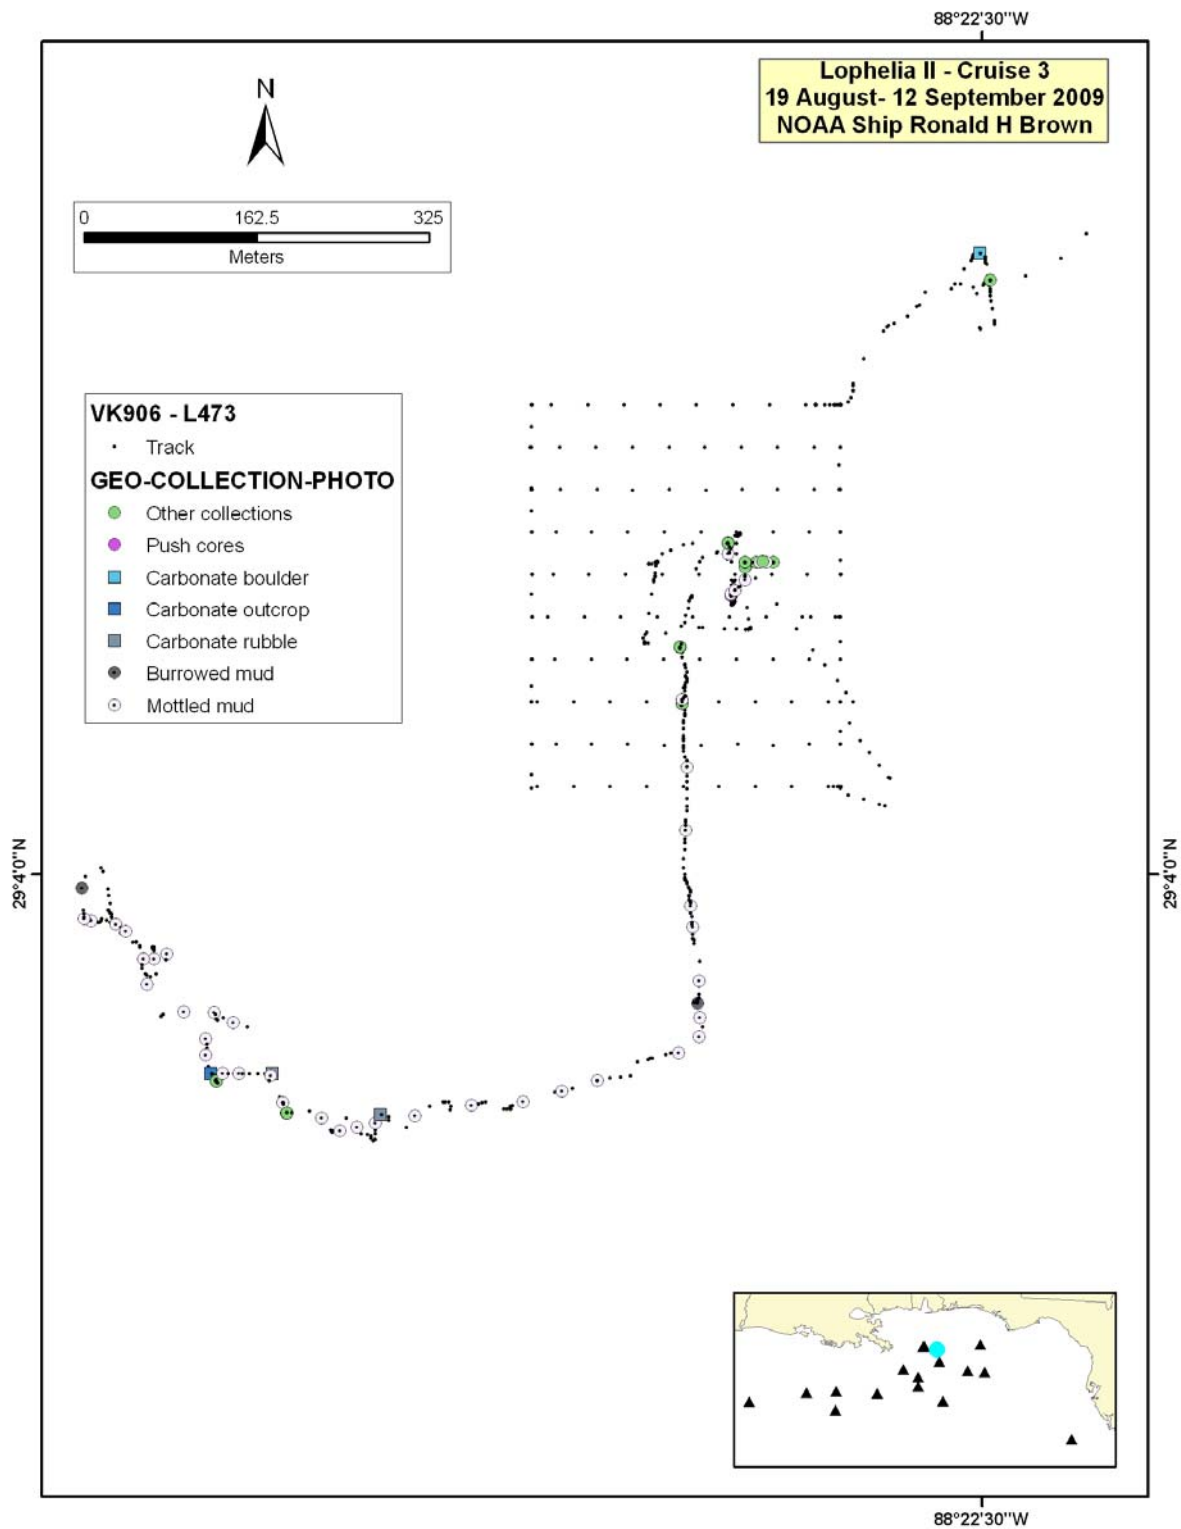 88°22'30"W
Lophelia II - Cruise 3
19 August- 12 September 2009
NOAA Ship Ronald H Brown
N
0 162.5 325
Meters
VK906 - L473
Track
GEO-COLLECTION-PHOTO
Other collections
Push cores
Carbonate boulder
Carbonate outcrop
Carbonate rubble
Burrowed mud
Mottled mud
29°4'0"N
29°4'0"N
88°22'30"W